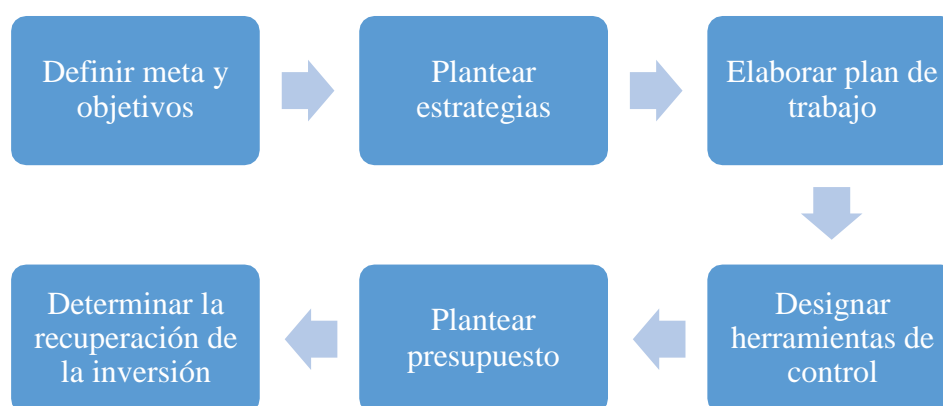 Definir meta y
objetivos
Plantear
estrategias
Elaborar plan de
trabajo
Designar
herramientas de
control
Plantear
presupuesto
Determinar la
recuperación de
la inversión